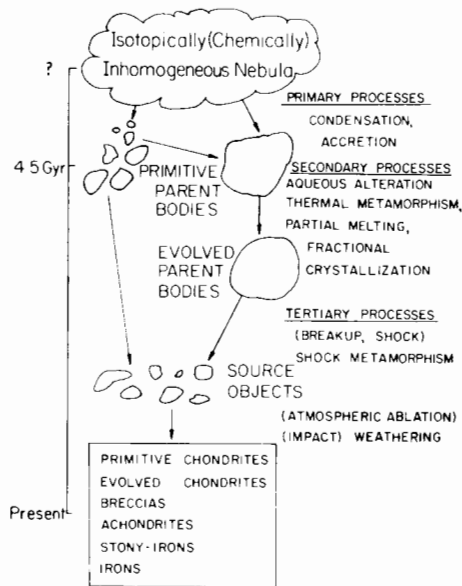 Isotopically (Chemically)
Inhomogeneous Nebula
?
PRIMARY PROCESSES
CONDENSATION,
ACCRETION
4 5 Gyr
PRIMITIVE
PARENT
BODIES
SECONDARY PROCESSES
AQUEOUS ALTERATION
THERMAL METAMORPHISM,
PARTIAL MELTING,
FRACTIONAL
CRYSTALLIZATION
EVOLVED
PARENT
BODIES
TERTIARY PROCESSES
(BREAKUP, SHOCK)
SHOCK METAMORPHISM
SOURCE
OBJECTS
(ATMOSPHERIC ABLATION)
(IMPACT) WEATHERING
PRIMITIVE CHONDRITES
EVOLVED CHONDRITES
BRECCIAS
ACHONDRITES
STONY-IRONS
IRONS
Present